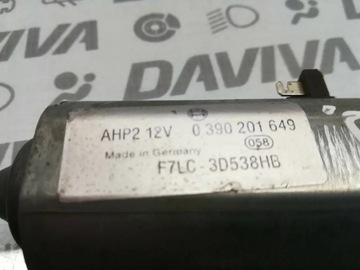 DAVIVA DAVIVA
AHP2 12V 0 390 201 649
Made in Germany 058
F7LC - 3D538HB